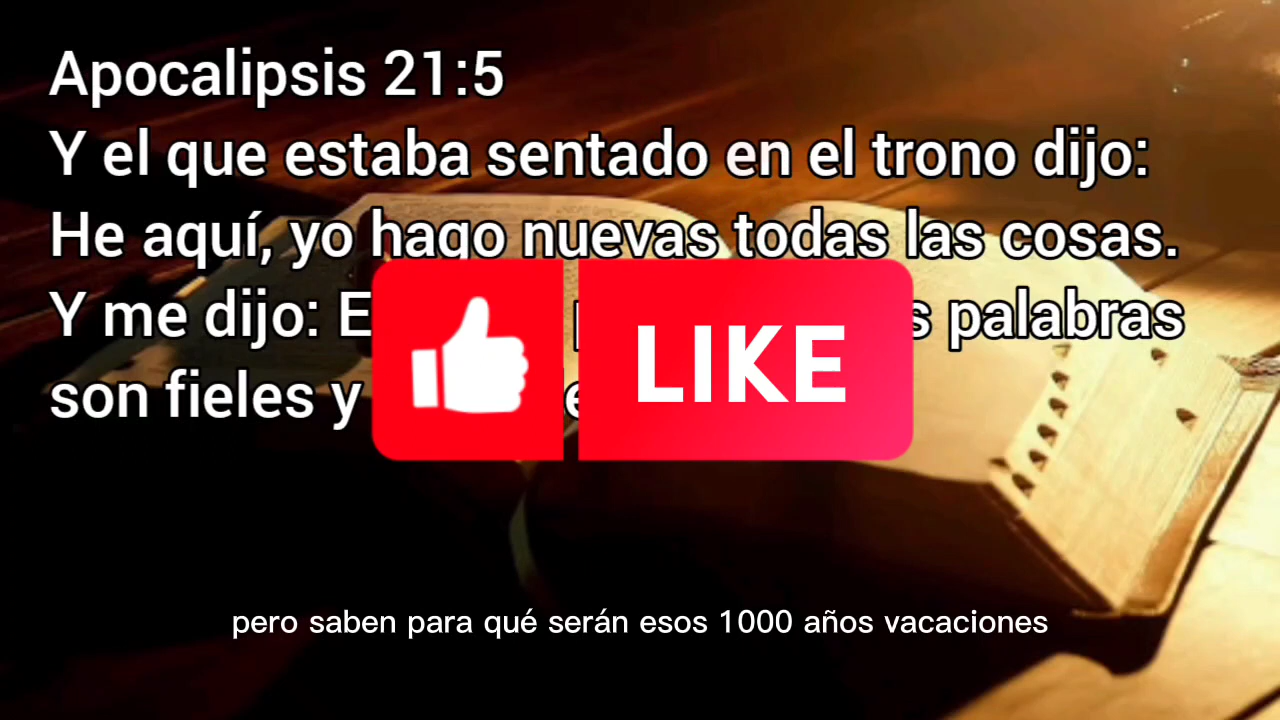 Apocalipsis 21:5
Y el que estaba sentado en el trono dijo:
He aquí, yo hago nuevas todas las cosas.
Y me dijo: palabras
son fieles y
LIKE
pero saben para qué serán esos 1000 años vacaciones